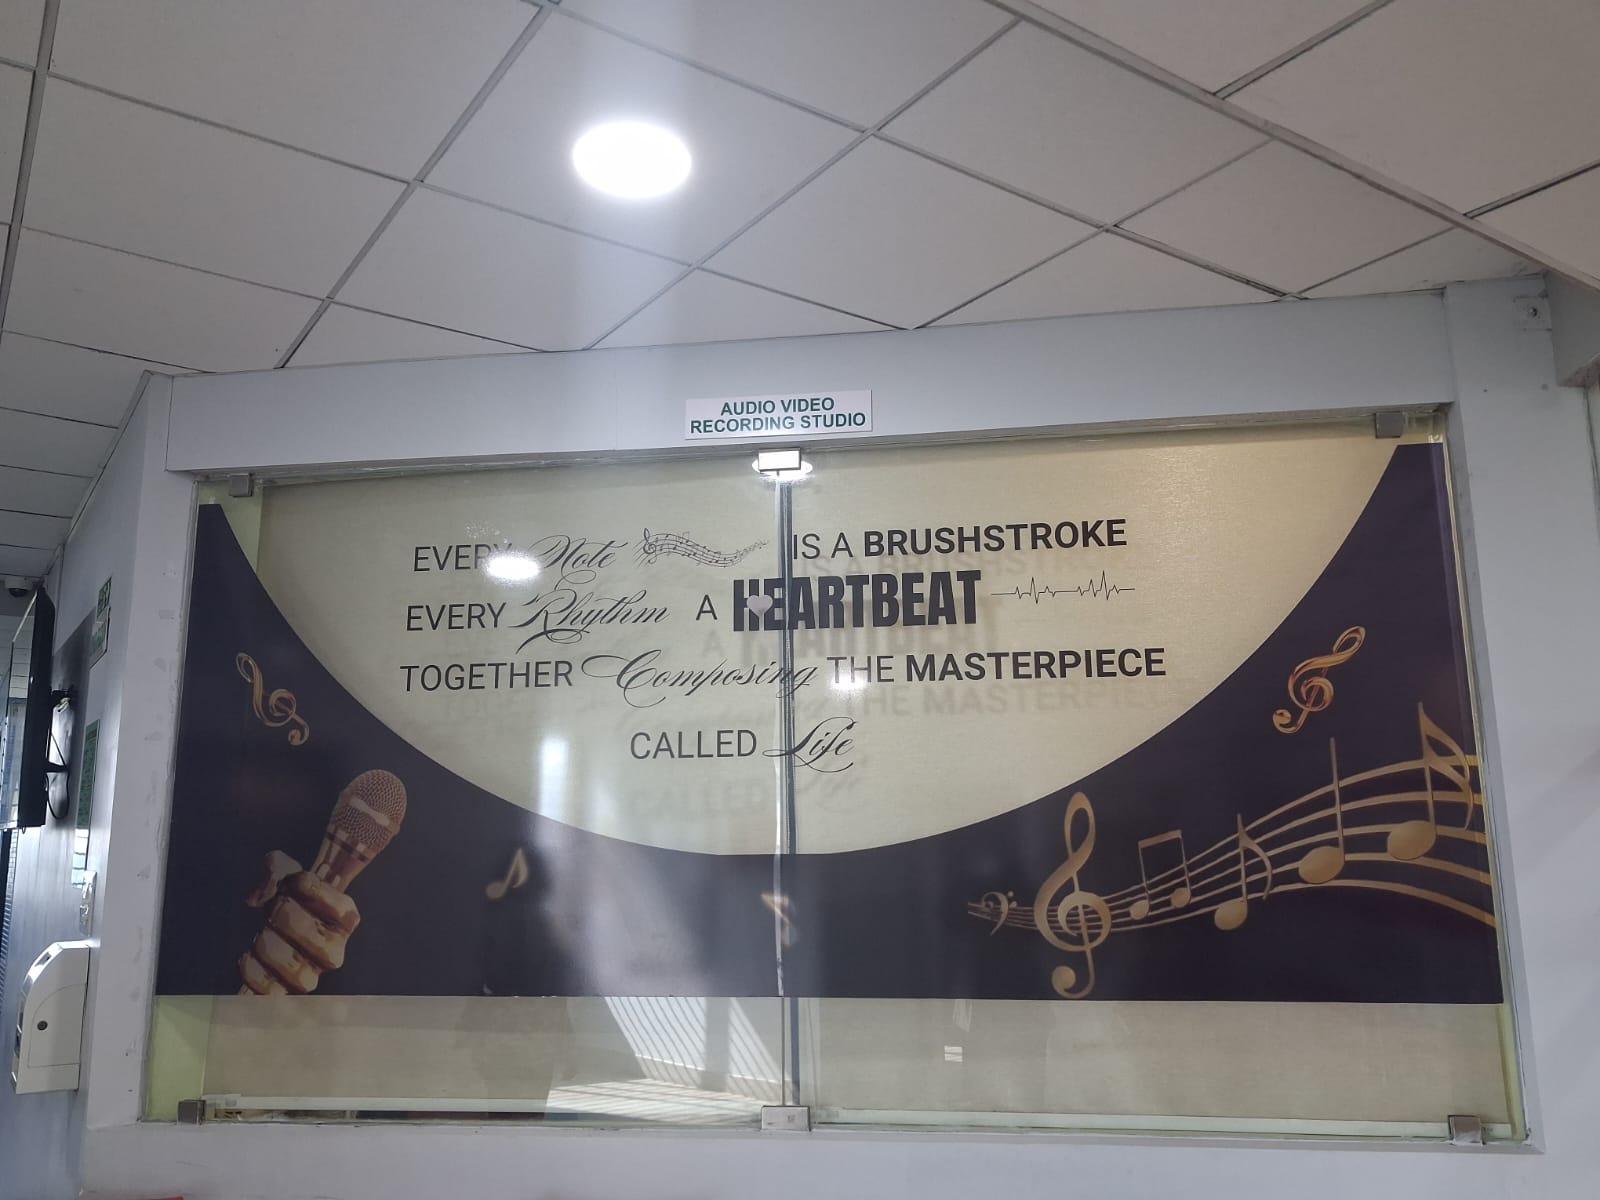 AUDIO VIDEO
RECORDING STUDIO
EVERY Note IS A BRUSHSTROKE
EVERY Rhythm A HEARTBEAT
TOGETHER Composing THE MASTERPIECE
CALLED Life